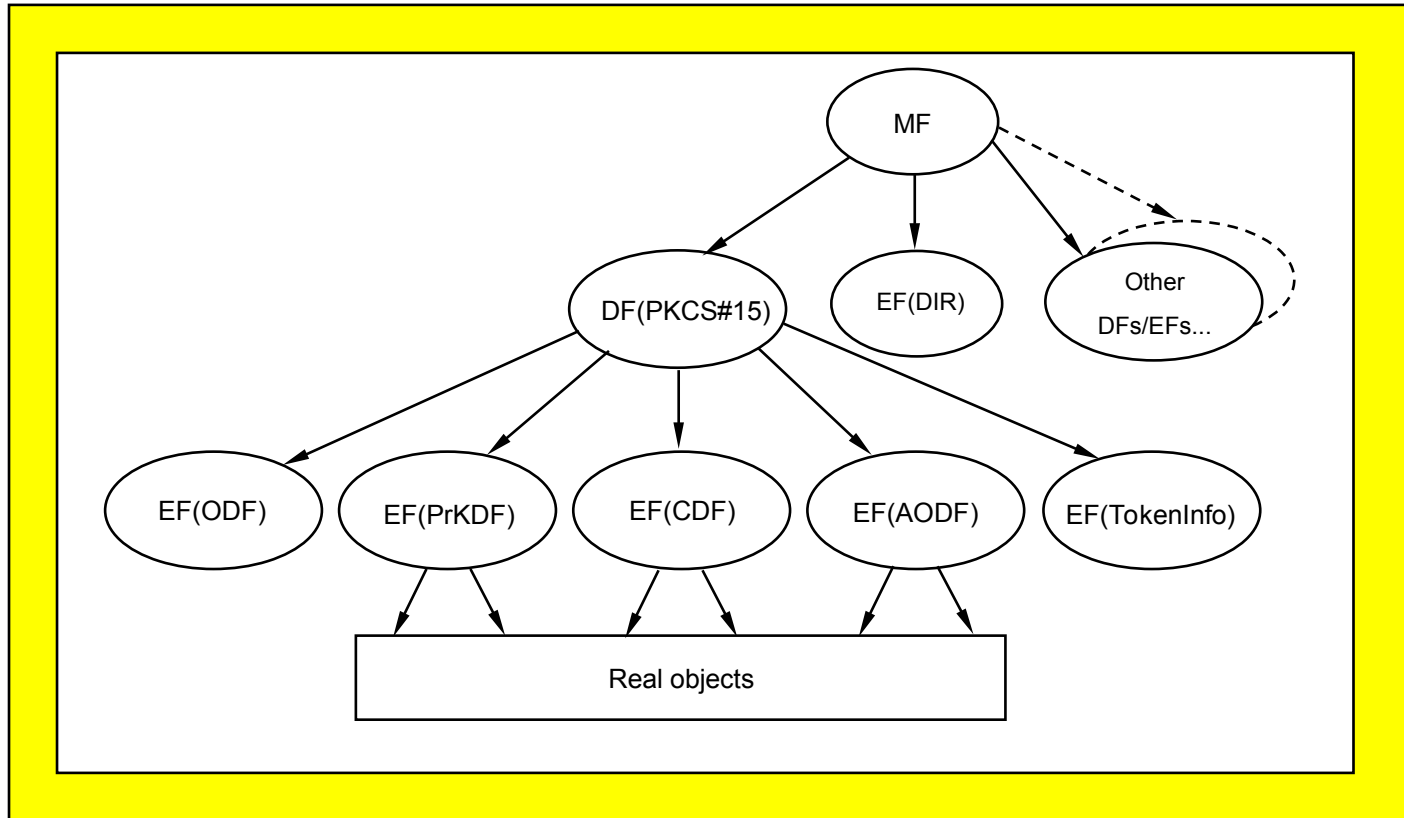 MF
DF(PKCS#15)
EF(DIR)
Other
DFs/EFs...
EF(ODF)
EF(PrKDF)
EF(CDF)
EF(AODF)
EF(TokenInfo)
Real objects